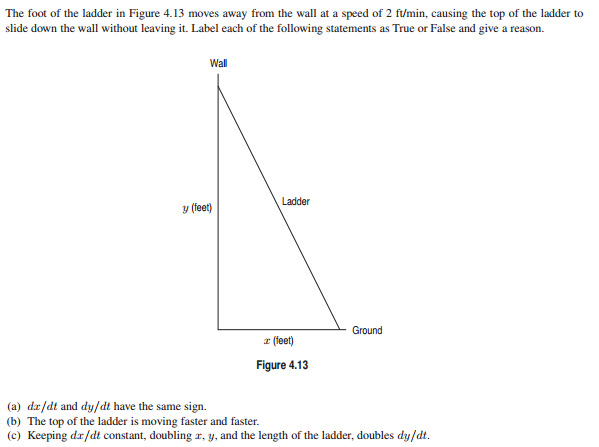 The foot of the ladder in Figure 4.13 moves away from the wall at a speed of 2 ft/min, causing the top of the ladder to
slide down the wall without leaving it. Label each of the following statements as True or False and give a reason.
Wall
Ladder
y (feet)
Ground
x (feet)
Figure 4.13
(a) dx/dt and dy/dt have the same sign.
(b) The top of the ladder is moving faster and faster.
(c) Keeping dx/dt constant, doubling x, y, and the length of the ladder, doubles dy/dt.